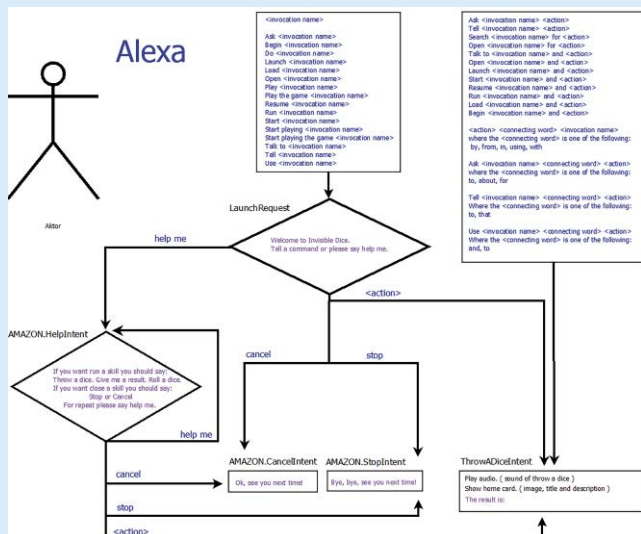 Alexa
Aktor
<invocation name>
Ask <invocation name>
Begin <invocation name>
Do <invocation name>
Launch <invocation name>
Load <invocation name>
Open <invocation name>
Play <invocation name>
Play the game <invocation name>
Resume <invocation name>
Run <invocation name>
Start <invocation name>
Start playing <invocation name>
Start playing the game <invocation name>
Talk to <invocation name>
Tell <invocation name>
Use <invocation name>
Ask <invocation name> <action>
Tell <invocation name> <action>
Search <invocation name> for <action>
Open <invocation name> for <action>
Talk to <invocation name> and <action>
Open <invocation name> and <action>
Launch <invocation name> and <action>
Start <invocation name> and <action>
Resume <invocation name> and <action>
Run <invocation name> and <action>
Load <invocation name> and <action>
Begin <invocation name> and <action>
<action> <connecting word> <invocation name>
where the <connecting word> is one of the following:
by, from, in, using, with
Ask <invocation name> <connecting word> <action>
where the <connecting word> is one of the following:
to, about, for
Tell <invocation name> <connecting word> <action>
Where the <connecting word> is one of the following:
to, that
Use <invocation name> <connecting word> <action>
Where the <connecting word> is one of the following:
and, to
LaunchRequest
Welcome to Invisible Dice.
Tell a command or please say help me.
help me
<action>
cancel
stop
AMAZON.HelpIntent
If you want run a skill you should say:
Throw a dice. Give me a result. Roll a dice.
If you want close a skill you should say:
Stop or Cancel
For repeat please say help me.
help me
cancel
stop
<action>
AMAZON.CancelIntent
Ok, see you next time!
AMAZON.StopIntent
Bye, bye, see you next time!
ThrowADiceIntent
Play audio. ( sound of throw a dice )
Show home card. ( image, title and description )
The result is: